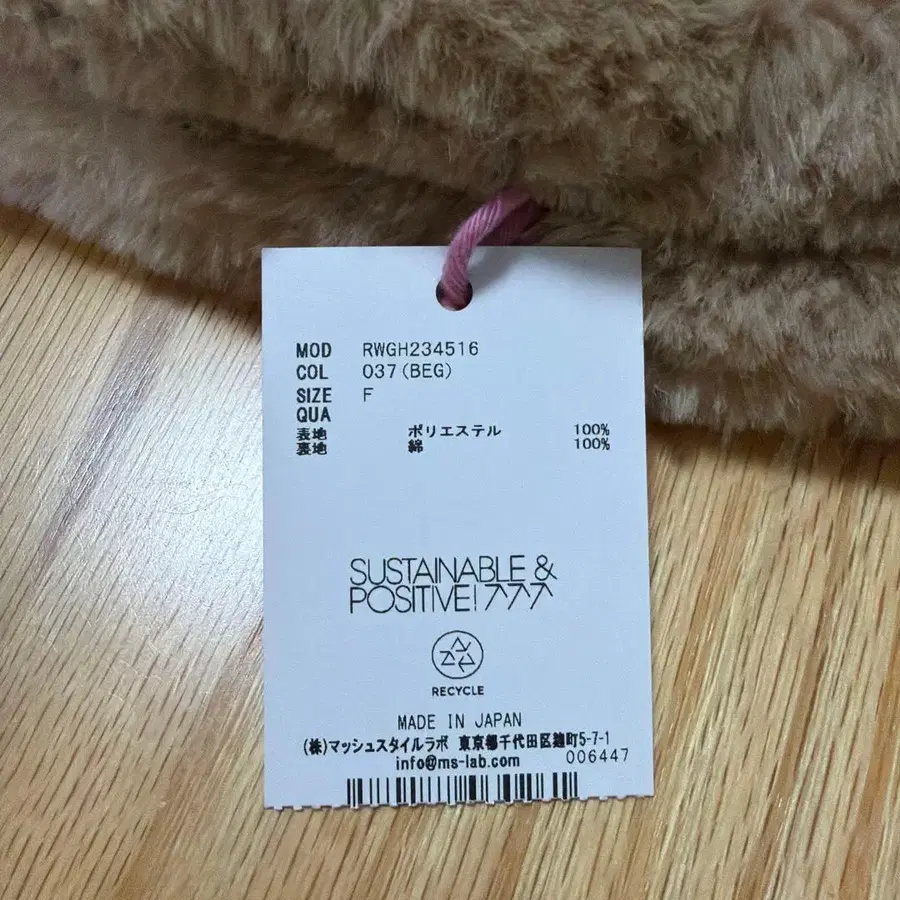 MOD RWGH234516
COL 037(BEG)
SIZE F
QUA
表地 ポリエステル 100%
裏地 綿 100%
SUSTAINABLE &
POSITIVE!
RECYCLE
MADE IN JAPAN
(株)マッシュスタイルラボ 東京都千代田区麹町5-7-1
info@ms-lab.com 006447